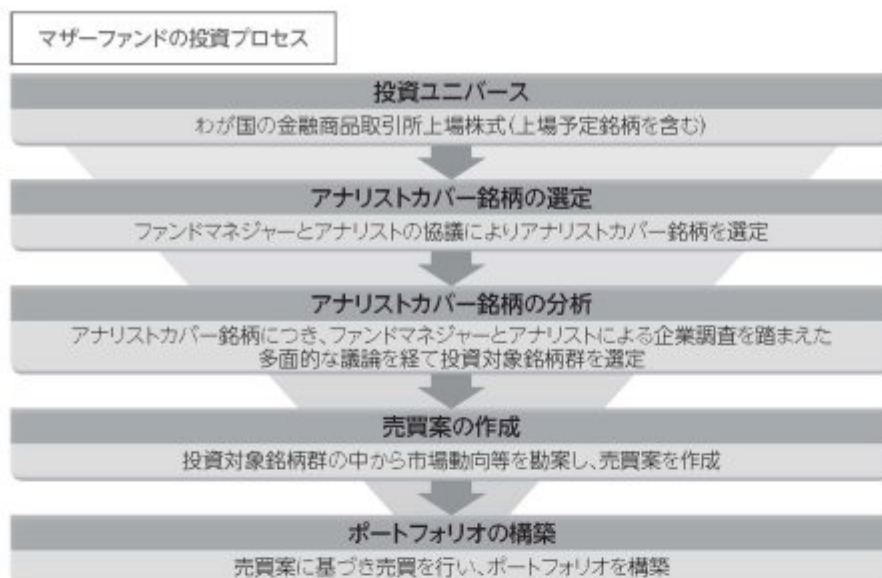 マザーファンドの投資プロセス
投資ユニバース
わが国の金融商品取引所上場株式(上場予定銘柄を含む)
アナリストカバー銘柄の選定
ファンドマネジャーとアナリストの協議によりアナリストカバー銘柄を選定
アナリストカバー銘柄の分析
アナリストカバー銘柄につき、ファンドマネジャーとアナリストによる企業調査を踏まえた
多面的な議論を経て投資対象銘柄群を選定
売買案の作成
投資対象銘柄群の中から市場動向等を勘案し、売買案を作成
ポートフォリオの構築
売買案に基づき売買を行い、ポートフォリオを構築